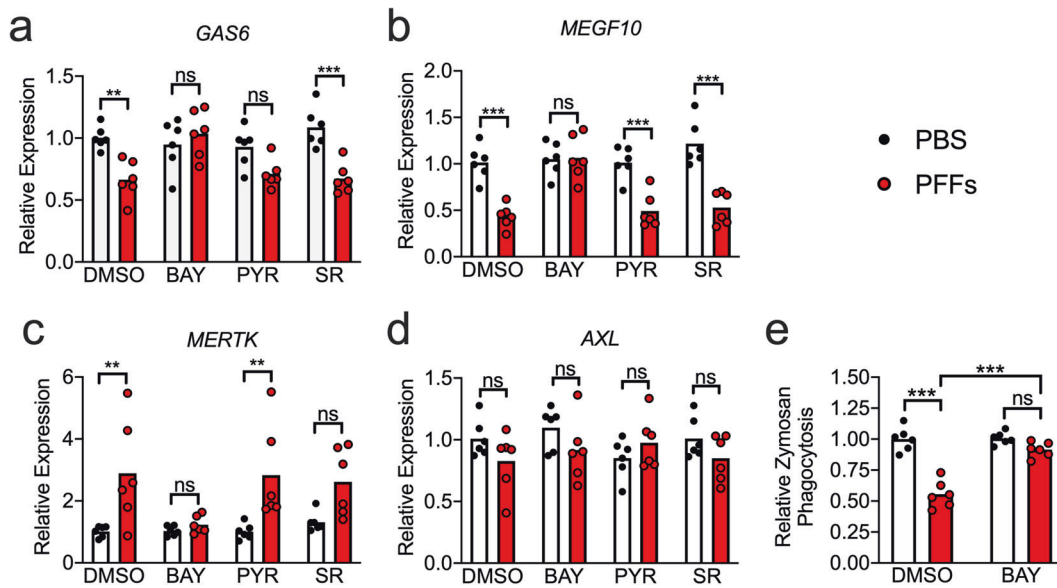 a
GAS6
Relative Expression
1.5
1.0
0.5
0.0
**
ns
ns
***
DMSO BAY PYR SR
b
MEGF10
Relative Expression
2.0
1.5
1.0
0.5
0.0
***
ns
***
***
DMSO BAY PYR SR
PBS
PFFs
c
MERTK
Relative Expression
6
4
2
0
**
ns
**
ns
DMSO BAY PYR SR
d
AXL
Relative Expression
1.5
1.0
0.5
0.0
ns
ns
ns
ns
DMSO BAY PYR SR
e
Relative Zymosan
Phagocytosis
1.50
1.25
1.00
0.75
0.50
0.25
0.00
***
***
ns
DMSO BAY